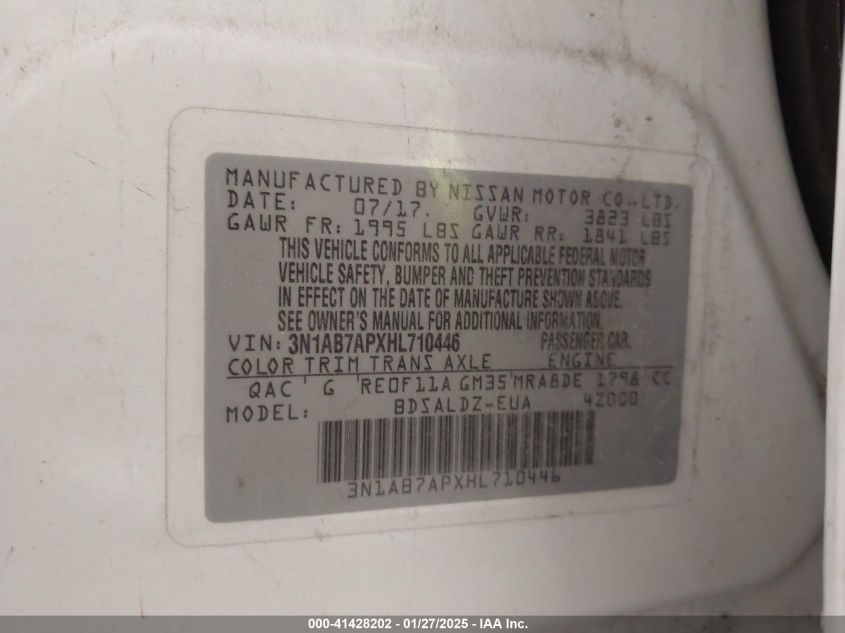 MANUFACTURED BY NISSAN MOTOR CO.,LTD.
DATE: 07/17. GVWR: 3823 LBS
GAWR FR: 1995 LBS GAWR RR: 1841 LBS
THIS VEHICLE CONFORMS TO ALL APPLICABLE FEDERAL MOTOR
VEHICLE SAFETY, BUMPER AND THEFT PREVENTION STANDARDS
IN EFFECT ON THE DATE OF MANUFACTURE SHOWN ABOVE.
SEE OWNER'S MANUAL FOR ADDITIONAL INFORMATION.
VIN: 3N1AB7APXHL710446 PASSENGER CAR.
COLOR TRIM TRANS AXLE ENGINE
QAC G RE0F11A GM35 MRA8DE 1798 CC
MODEL: BDSALDZ-EUA 4Z000
3N1AB7APXHL710446
000-41428202 - 01/27/2025 - IAA Inc.